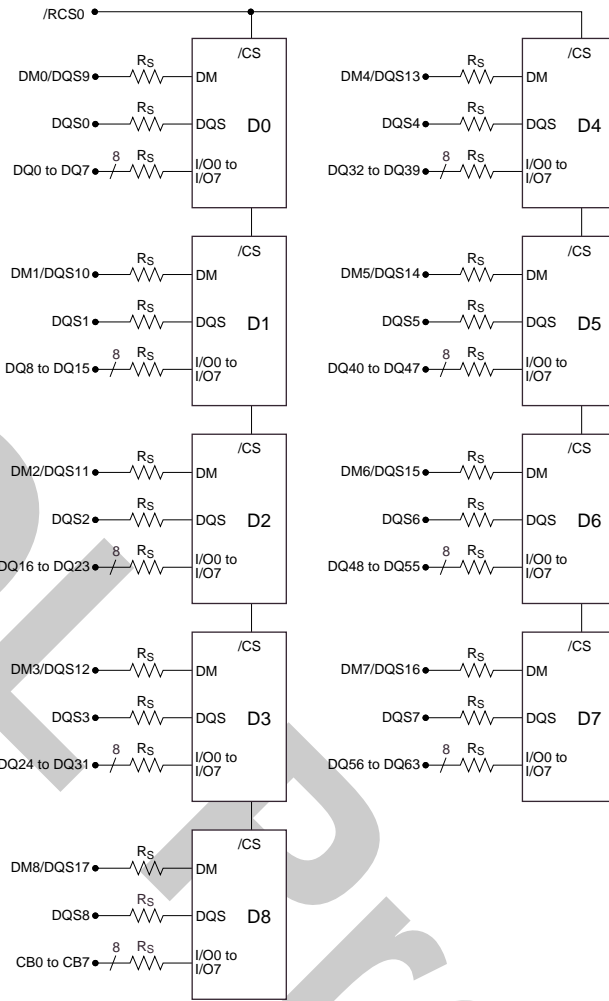 /RCS0
/CS
DM0/DQS9 RS DM
DQS0 RS DQS D0
DQ0 to DQ7 8 RS I/O0 to
I/O7
/CS
DM4/DQS13 RS DM
DQS4 RS DQS D4
DQ32 to DQ39 8 RS I/O0 to
I/O7
/CS
DM1/DQS10 RS DM
DQS1 RS DQS D1
DQ8 to DQ15 8 RS I/O0 to
I/O7
/CS
DM5/DQS14 RS DM
DQS5 RS DQS D5
DQ40 to DQ47 8 RS I/O0 to
I/O7
/CS
DM2/DQS11 RS DM
DQS2 RS DQS D2
DQ16 to DQ23 8 RS I/O0 to
I/O7
/CS
DM6/DQS15 RS DM
DQS6 RS DQS D6
DQ48 to DQ55 8 RS I/O0 to
I/O7
/CS
DM3/DQS12 RS DM
DQS3 RS DQS D3
DQ24 to DQ31 8 RS I/O0 to
I/O7
/CS
DM7/DQS16 RS DM
DQS7 RS DQS D7
DQ56 to DQ63 8 RS I/O0 to
I/O7
/CS
DM8/DQS17 RS DM
DQS8 RS DQS D8
CB0 to CB7 8 RS I/O0 to
I/O7